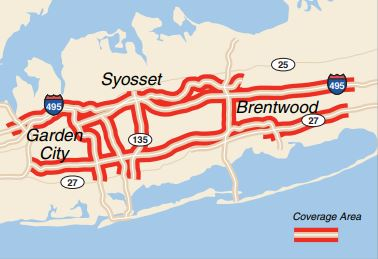 25
Syosset
495
495
Brentwood
27
Garden
City
135
27
Coverage Area